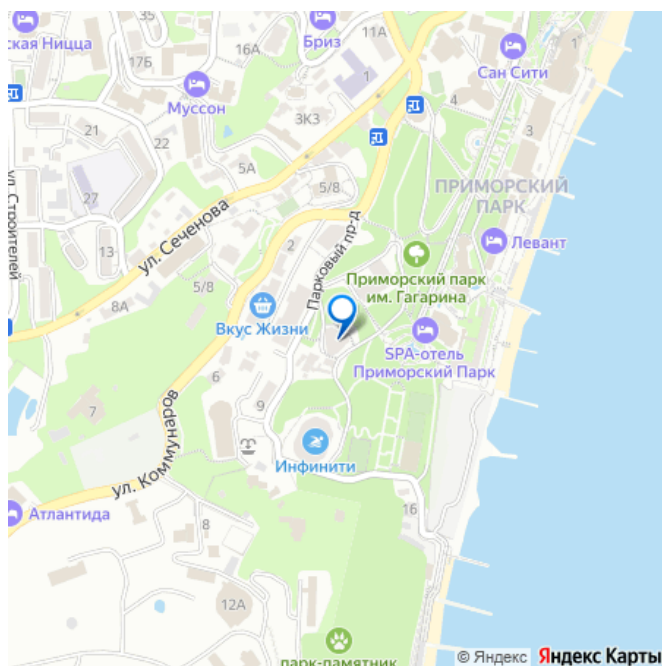 ская Ницца
Бриз
11А
16А
17Б
1
Сан Сити
1
Муссон
4
3К3
3
21
22
5А
5/8
27
ПРИМОРСКИЙ
ПАРК
ул. Строителей
ул. Сеченова
13
2
Парковый пр-д
Левант
Приморский парк
им. Гагарина
5/8
8А
Вкус Жизни
SPA-отель
Приморский Парк
7
9
ул. Коммунаров
Инфинити
Атлантида
8
16
12А
парк-памятник
© Яндекс Яндекс Карты